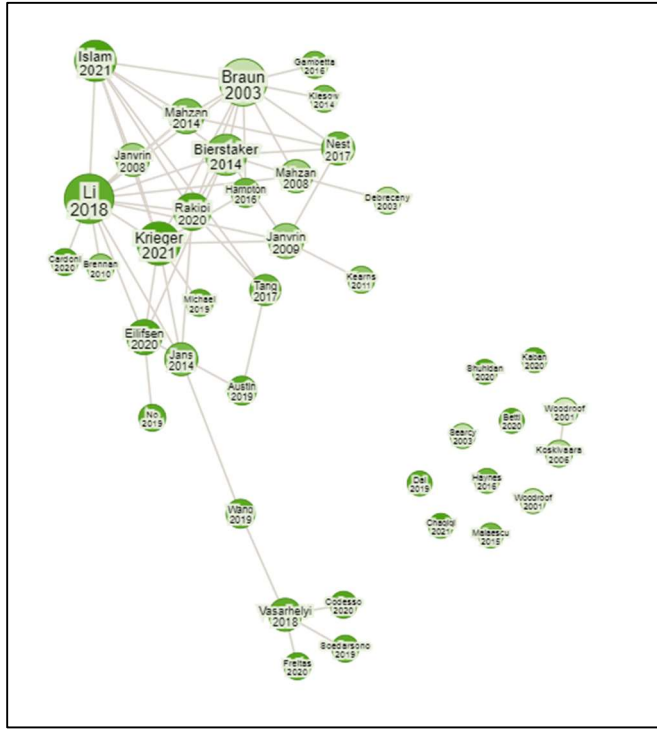 Islam
2021
Braun
2003
Gambetta
2016
Klesow
2014
Mahzan
2014
Nest
2017
Janvrin
2008
Bierstaker
2014
Mahzan
2008
Li
2018
Hampton
2016
Debreceny
2003
Rakipi
2020
Krieger
2021
Janvrin
2009
Cardoni
2020
Brennan
2010
Kearns
2011
Tang
2017
Michael
2019
Eilifsen
2020
Jans
2014
Austin
2019
No
2019
Kaban
2020
Shuhidan
2020
Woodroof
2001
Betti
2020
Searcy
2003
Koskivaara
2006
Dai
2019
Haynes
2016
Woodroof
2001
Chaqiqi
2021
Malaescu
2015
Wang
2019
Vasarhelyi
2018
Codesso
2020
Soedarsono
2019
Freitas
2020